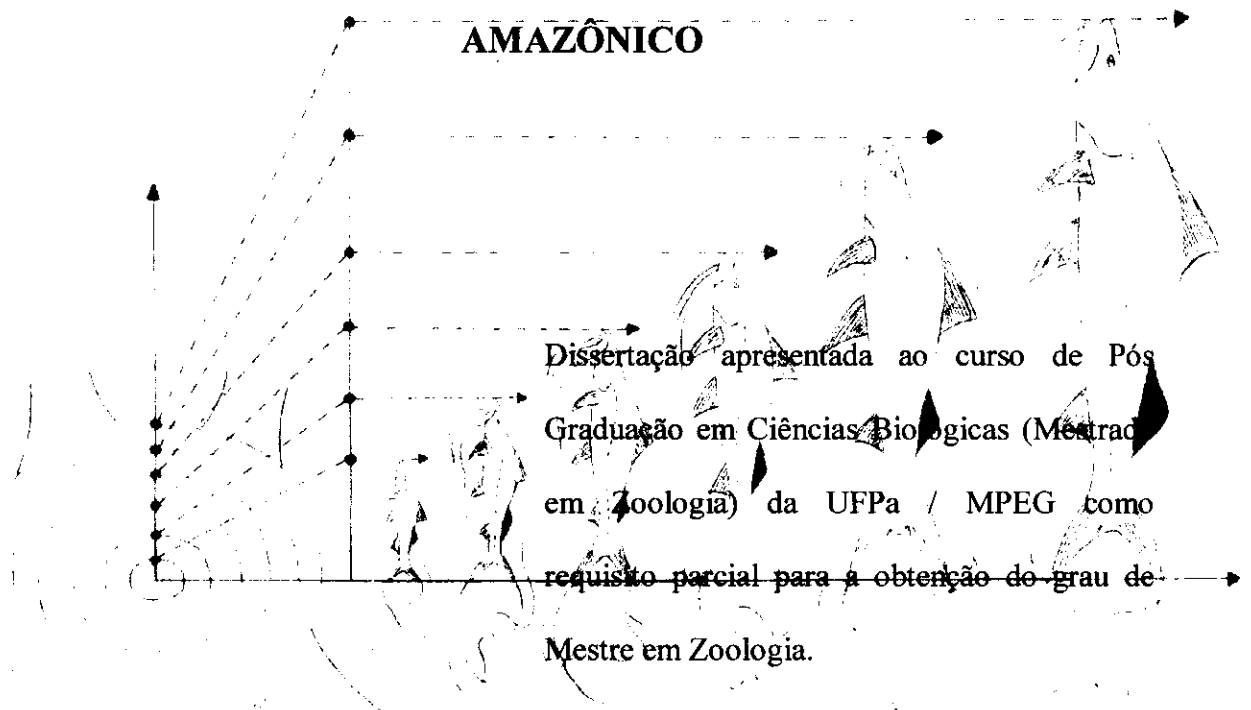 AMAZÔNICO
Dissertação apresentada ao curso de Pós
Graduação em Ciências Biológicas (Mestrado
em Zoologia) da UFPa / MPEG como
requisito parcial para a obtenção do grau de
Mestre em Zoologia.